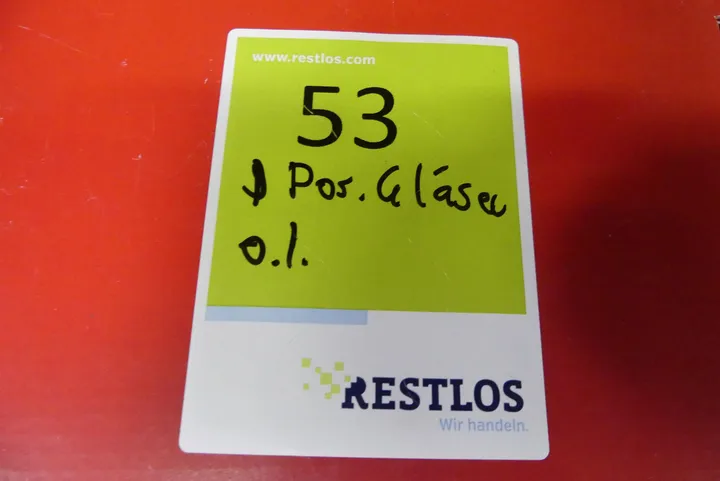 www.restlos.com
53
1 Pos. Gläser
o.l.
RESTLOS
Wir handeln.